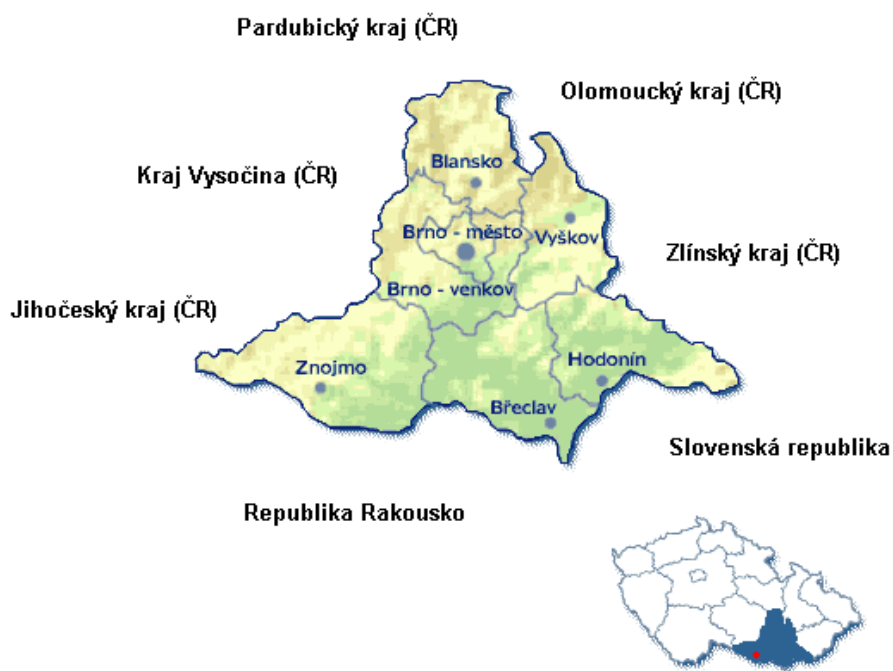 Pardubický kraj (ČR)
Olomoucký kraj (ČR)
Blansko
Kraj Vysočina (ČR)
Brno - město
Vyškov
Zlínský kraj (ČR)
Brno - venkov
Jihočeský kraj (ČR)
Znojmo
Hodonín
Břeclav
Slovenská republika
Republika Rakousko